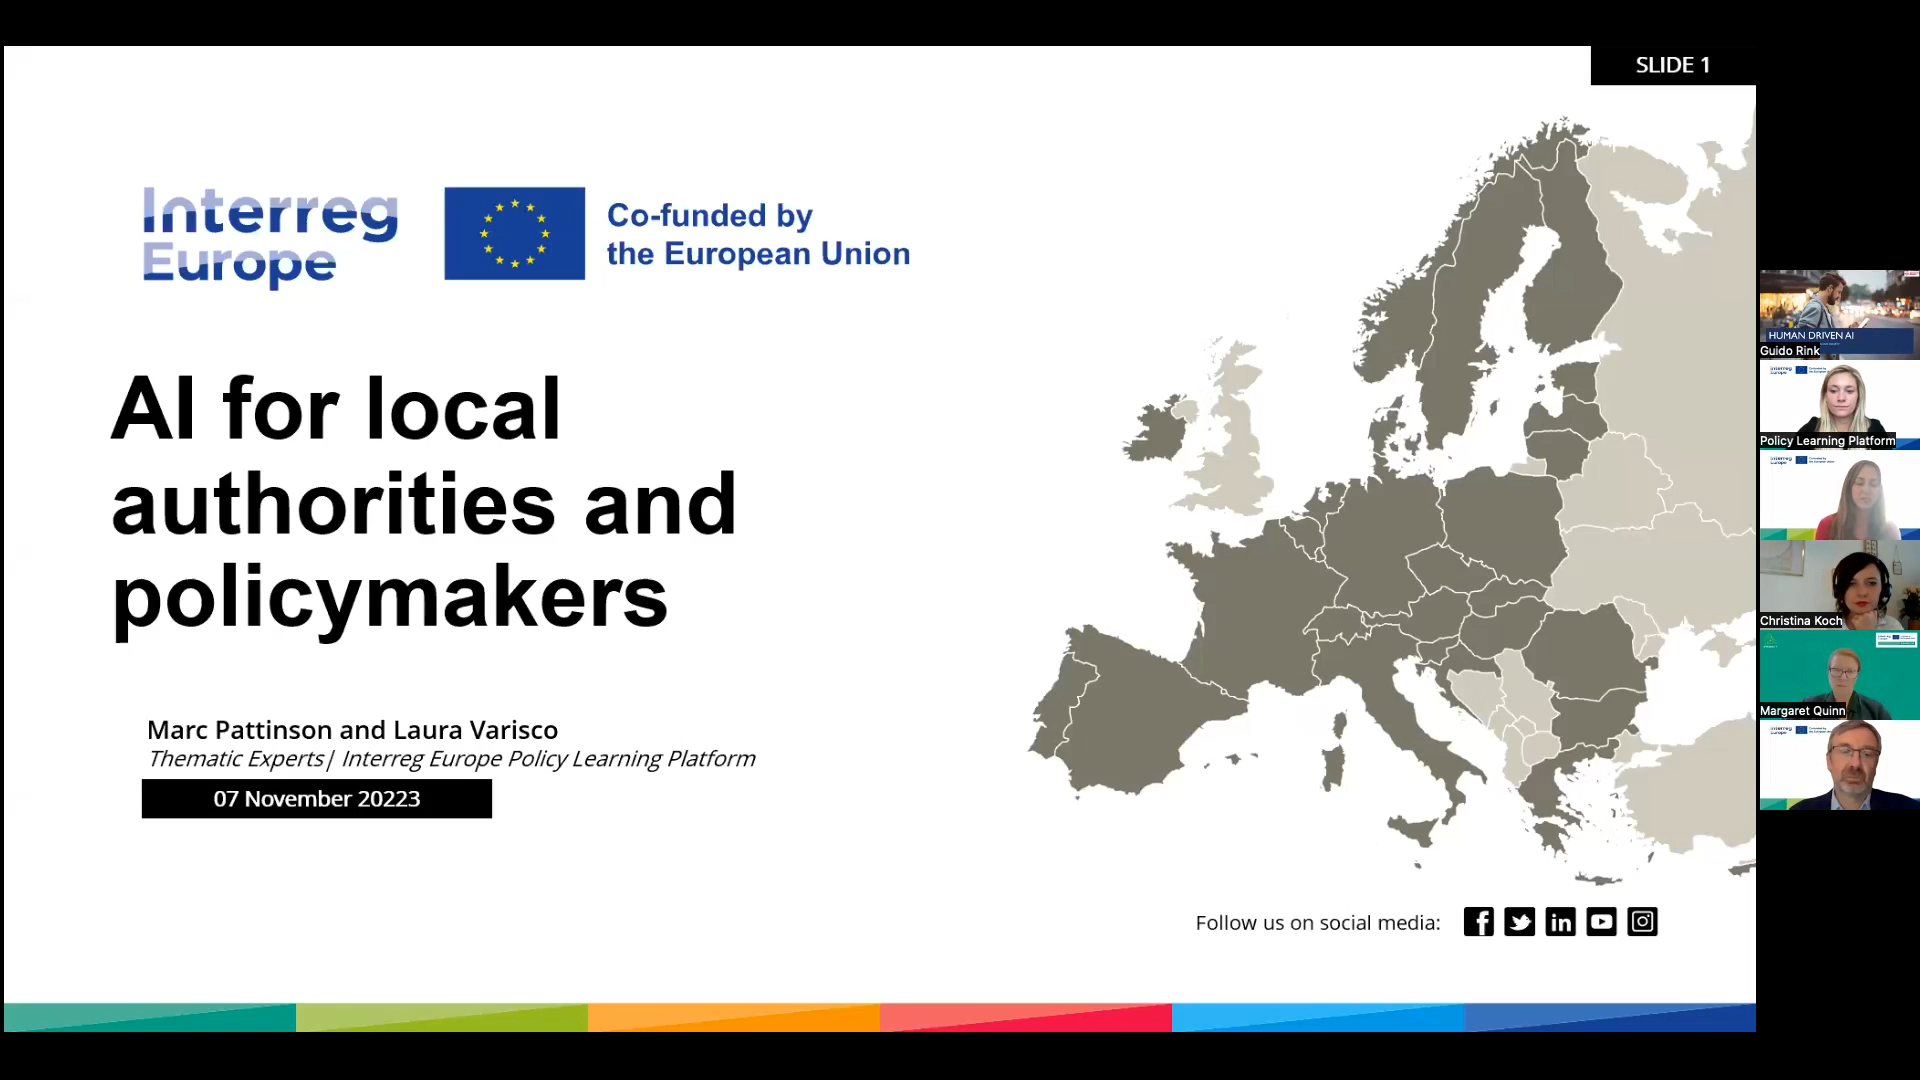 SLIDE 1
Interreg
Europe
Co-funded by
the European Union
AI for local
authorities and
policymakers
Marc Pattinson and Laura Varisco
Thematic Experts| Interreg Europe Policy Learning Platform
07 November 20223
Follow us on social media:
HUMAN DRIVEN AI
Guido Rink
Policy Learning Platform
Christina Koch
Margaret Quinn